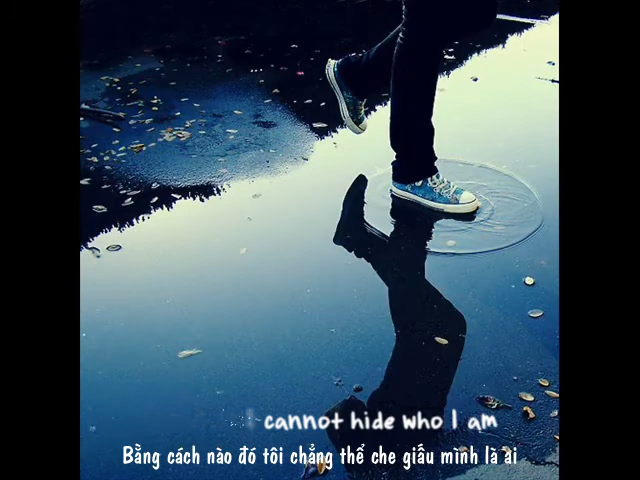 I cannot hide who I am
Bằng cách nào đó tôi chẳng thể che giấu mình là ai